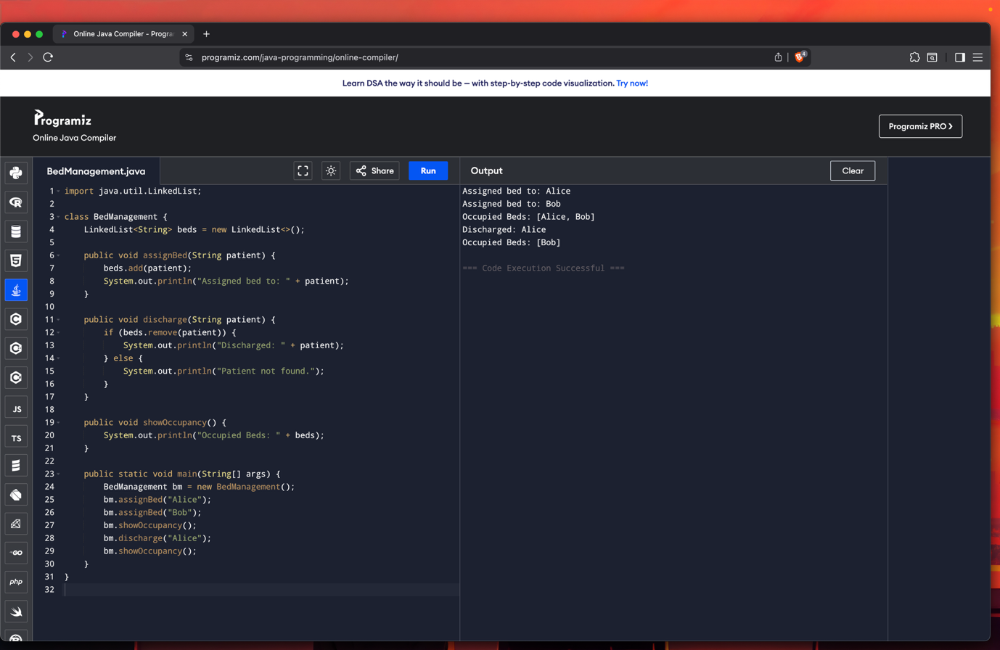 Online Java Compiler - Progra
programiz.com/java-programming/online-compiler/
4
Learn DSA the way it should be — with step-by-step code visualization. Try now!
Programiz
Online Java Compiler
Programiz PRO ❯
BedManagement.java
Share
Run
Output
Clear
1 import java.util.LinkedList;
2
3 class BedManagement {
4     LinkedList<String> beds = new LinkedList<>();
5
6     public void assignBed(String patient) {
7         beds.add(patient);
8         System.out.println("Assigned bed to: " + patient);
9     }
10
11     public void discharge(String patient) {
12         if (beds.remove(patient)) {
13             System.out.println("Discharged: " + patient);
14         } else {
15             System.out.println("Patient not found.");
16         }
17     }
18
19     public void showOccupancy() {
20         System.out.println("Occupied Beds: " + beds);
21     }
22
23     public static void main(String[] args) {
24         BedManagement bm = new BedManagement();
25         bm.assignBed("Alice");
26         bm.assignBed("Bob");
27         bm.showOccupancy();
28         bm.discharge("Alice");
29         bm.showOccupancy();
30     }
31 }
32
Assigned bed to: Alice
Assigned bed to: Bob
Occupied Beds: [Alice, Bob]
Discharged: Alice
Occupied Beds: [Bob]
=== Code Execution Successful ===
JS
TS
GO
php